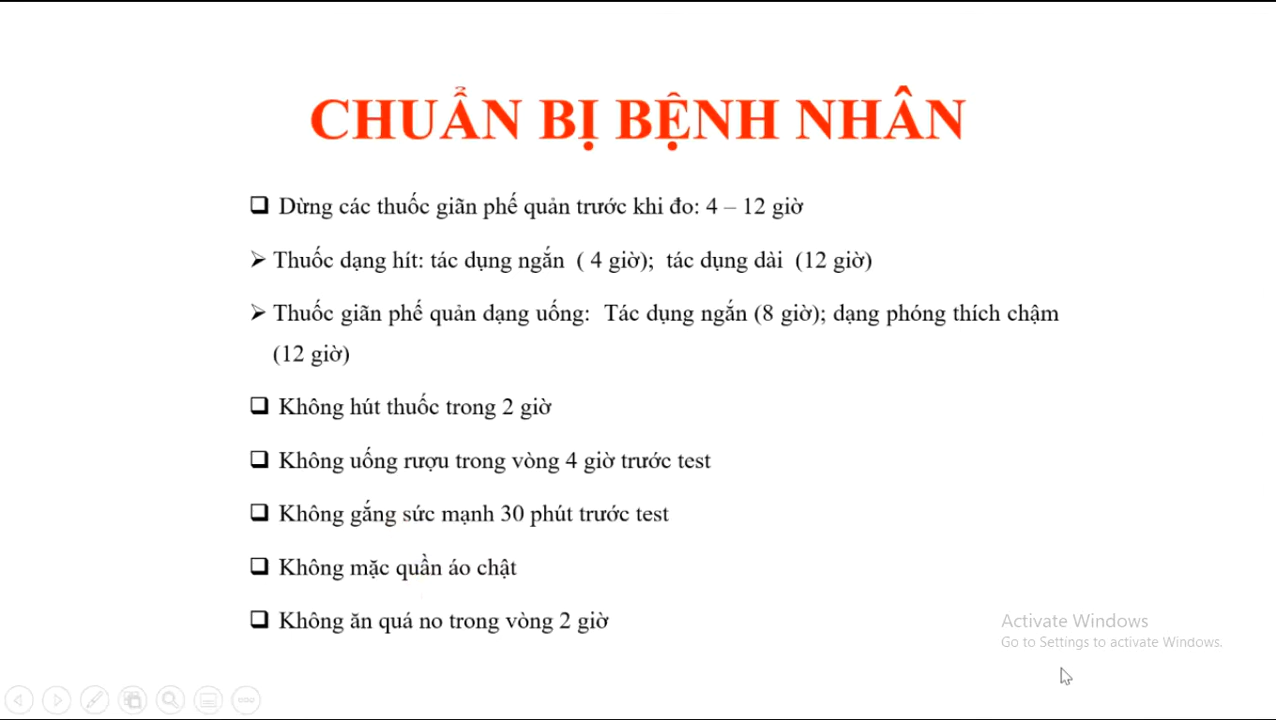 CHUẨN BỊ BỆNH NHÂN
❑ Dừng các thuốc giãn phế quản trước khi đo: 4 – 12 giờ
➢ Thuốc dạng hít: tác dụng ngắn ( 4 giờ); tác dụng dài (12 giờ)
➢ Thuốc giãn phế quản dạng uống: Tác dụng ngắn (8 giờ); dạng phóng thích chậm
(12 giờ)
❑ Không hút thuốc trong 2 giờ
❑ Không uống rượu trong vòng 4 giờ trước test
❑ Không gắng sức mạnh 30 phút trước test
❑ Không mặc quần áo chật
❑ Không ăn quá no trong vòng 2 giờ
Activate Windows
Go to Settings to activate Windows.